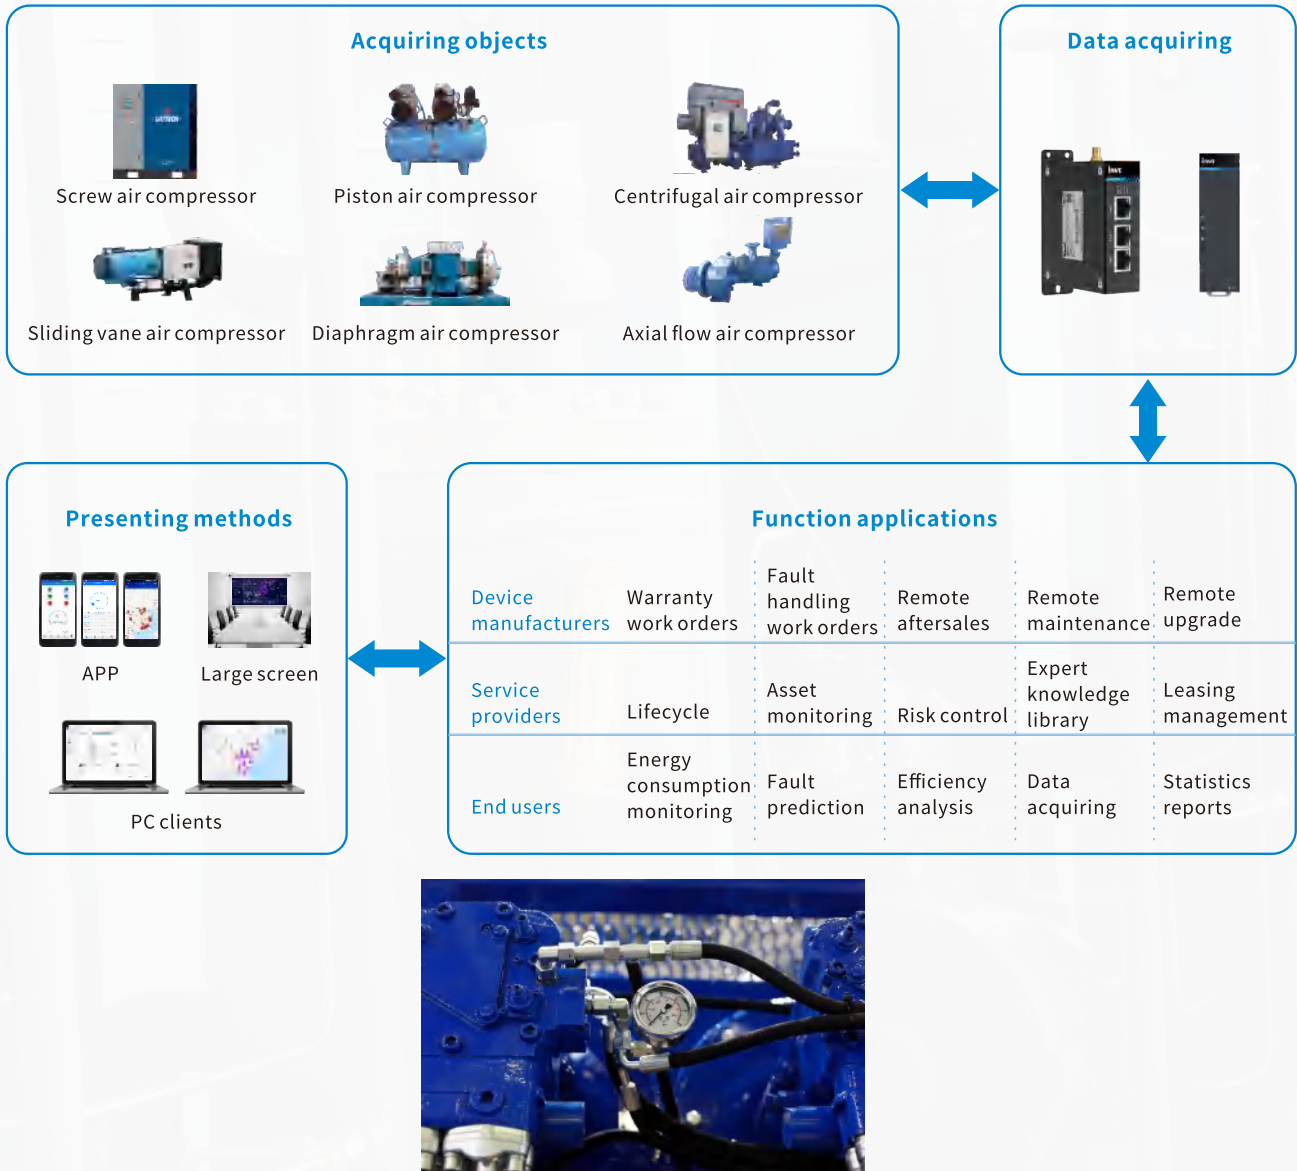 Acquiring objects
Data acquiring
LIUTECH
Screw air compressor
Piston air compressor
Centrifugal air compressor
invt
invt
Sliding vane air compressor
Diaphragm air compressor
Axial flow air compressor
Presenting methods
APP
Large screen
PC clients
Function applications
Device
manufacturers
Warranty
work orders
Fault
handling
work orders
Remote
aftersales
Remote
maintenance
Remote
upgrade
Service
providers
Lifecycle
Asset
monitoring
Risk control
Expert
knowledge
library
Leasing
management
End users
Energy
consumption
monitoring
Fault
prediction
Efficiency
analysis
Data
acquiring
Statistics
reports